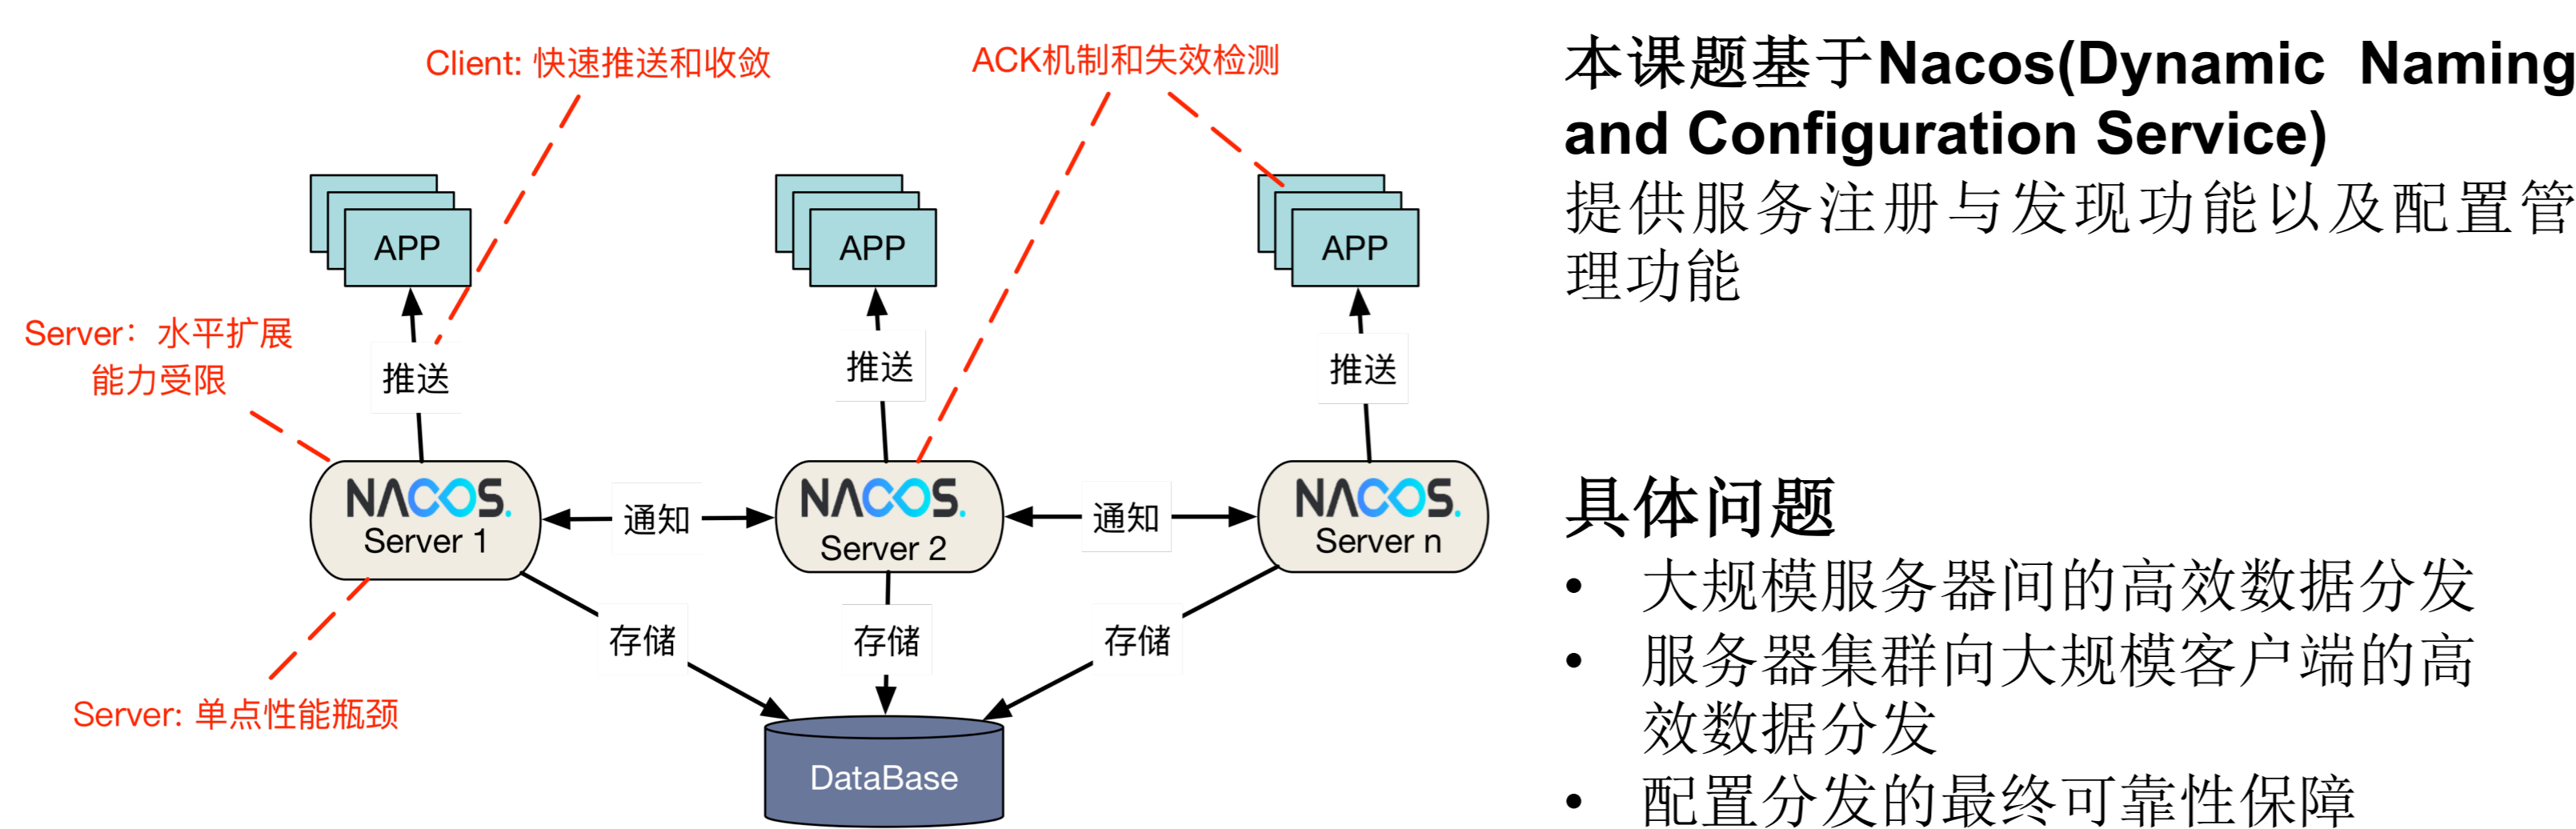 Client: 快速推送和收敛
ACK机制和失效检测
APP
APP
APP
Server：水平扩展
能力受限
推送
推送
推送
NACOS.
Server 1
通知
NACOS.
Server 2
通知
NACOS.
Server n
存储
存储
存储
Server: 单点性能瓶颈
DataBase
本课题基于Nacos(Dynamic Naming
and Configuration Service)
提供服务注册与发现功能以及配置管
理功能
具体问题
• 大规模服务器间的高效数据分发
• 服务器集群向大规模客户端的高
效数据分发
• 配置分发的最终可靠性保障